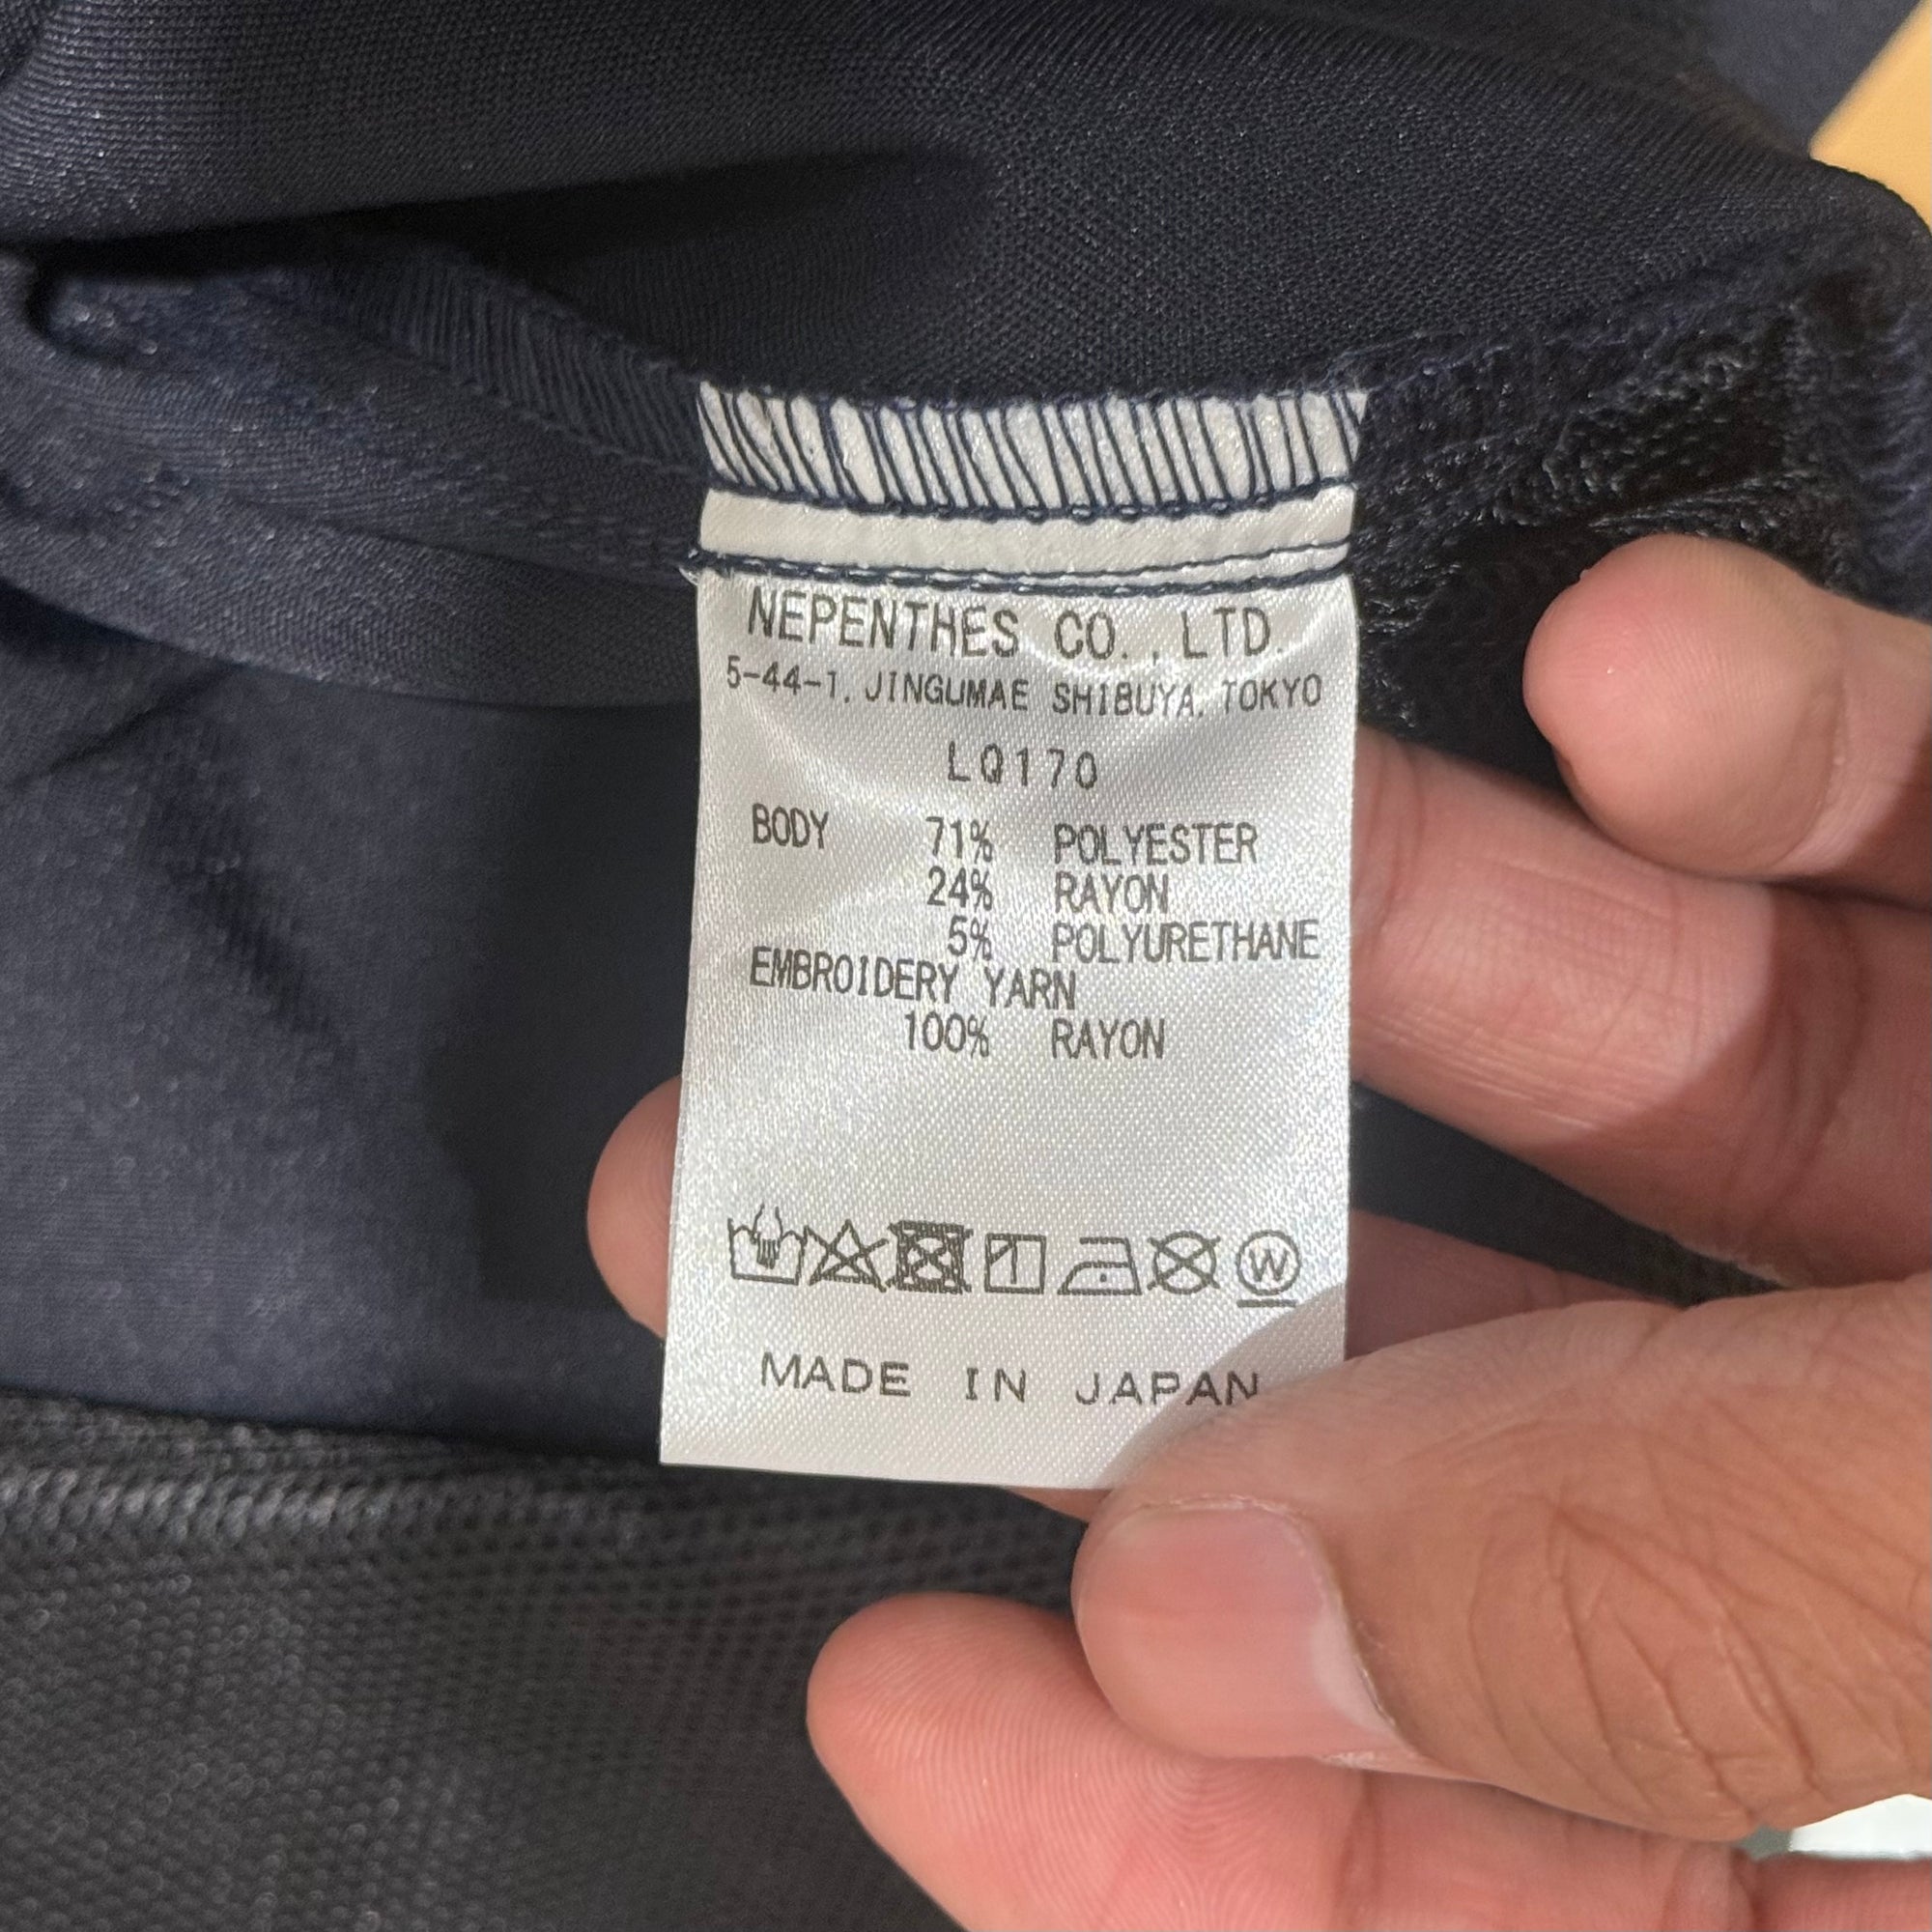 NEPENTHES CO., LTD.
5-44-1, JINGUMAE SHIBUYA, TOKYO
LQ170
BODY 71% POLYESTER
24% RAYON
5% POLYURETHANE
EMBROIDERY YARN
100% RAYON
W
MADE IN JAPAN